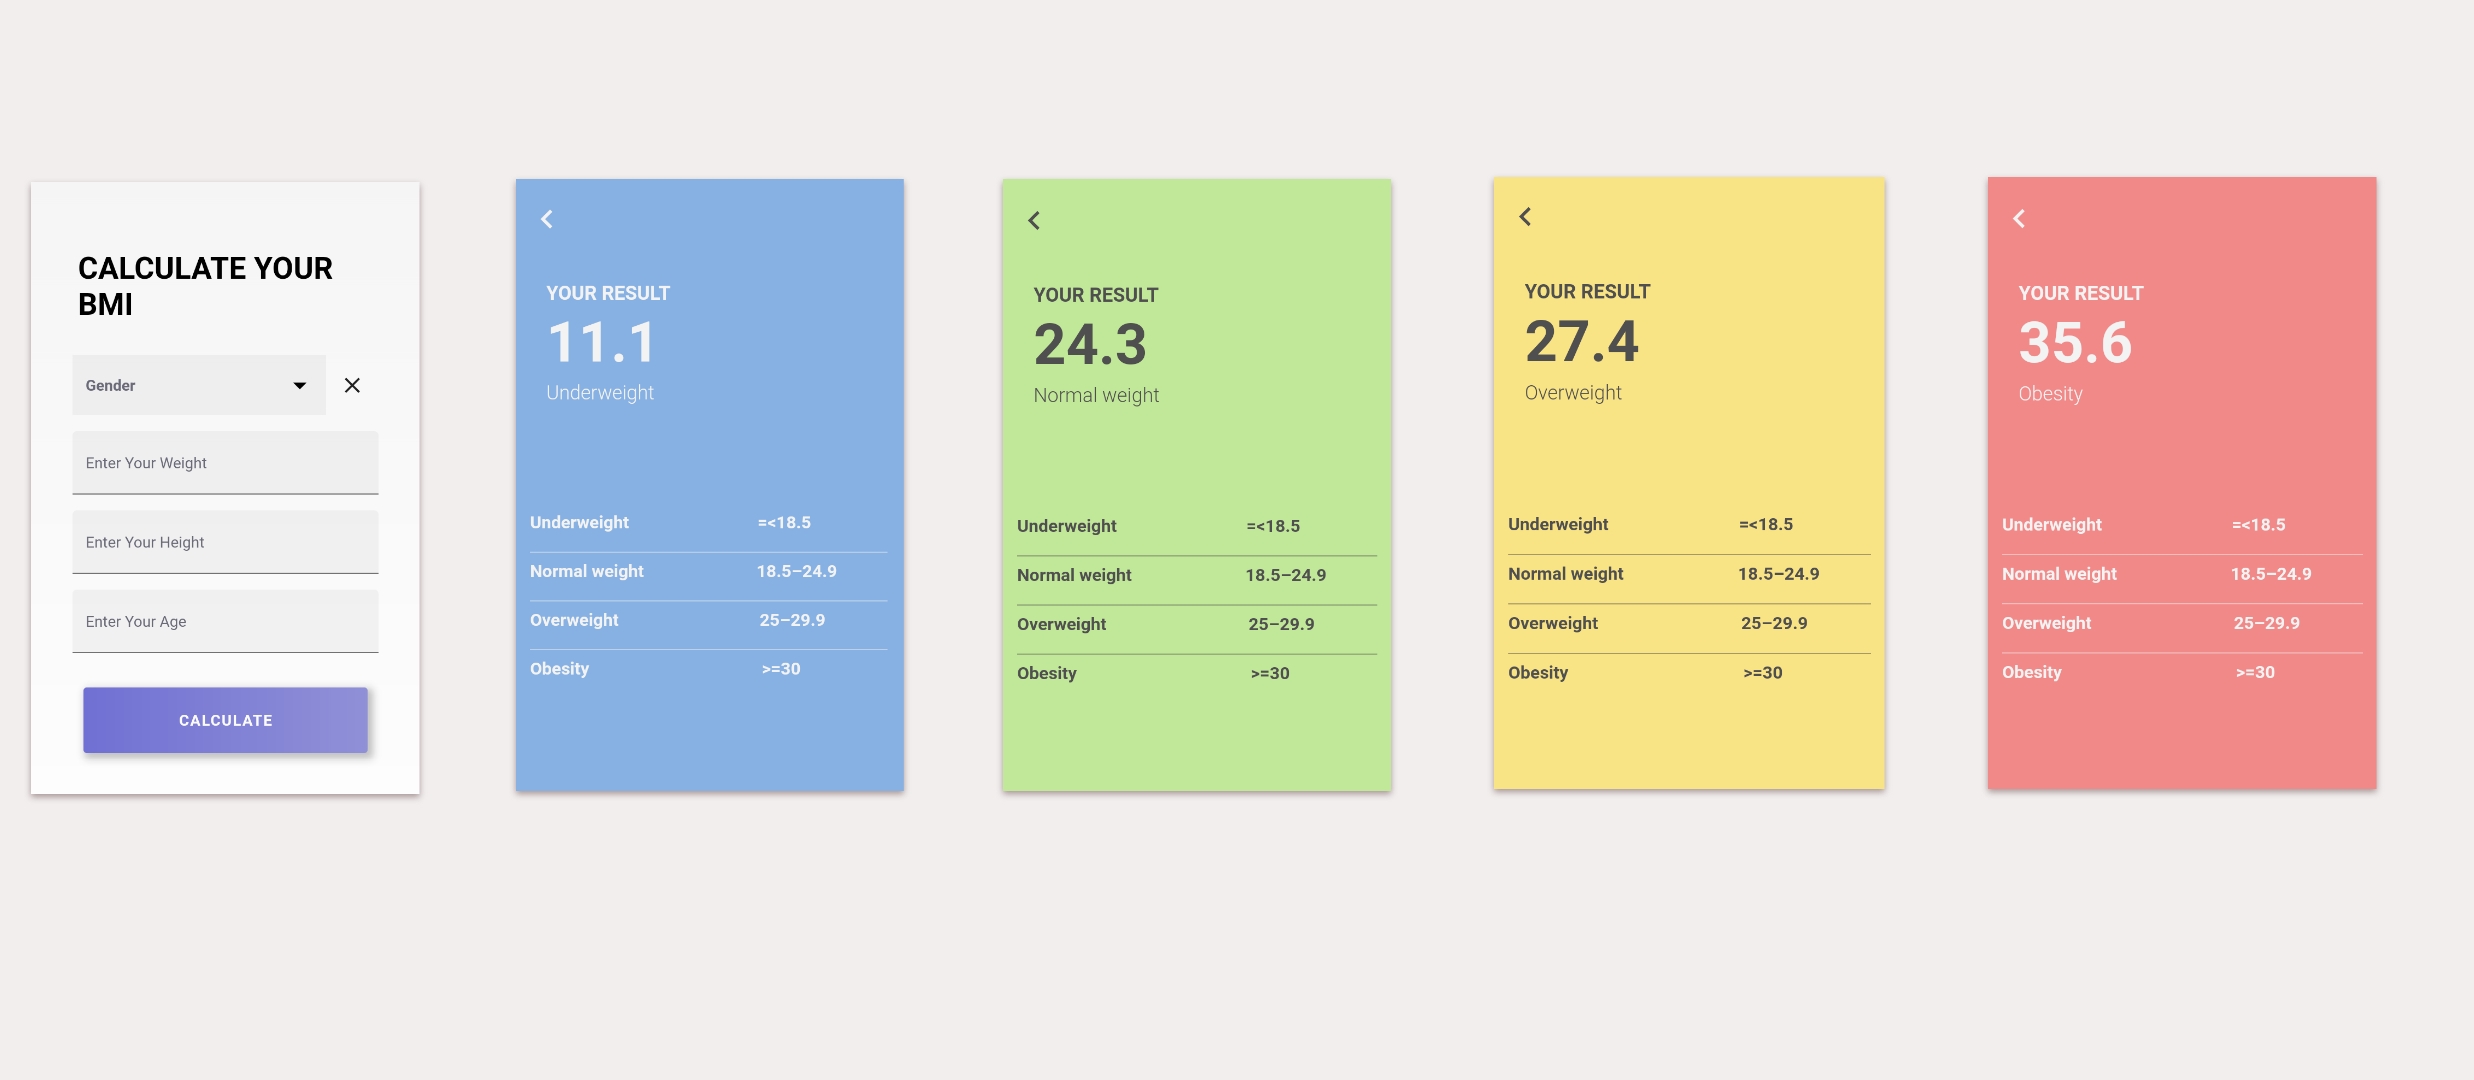 CALCULATE YOUR
BMI
Gender
Enter Your Weight
Enter Your Height
Enter Your Age
CALCULATE
YOUR RESULT
11.1
Underweight
Underweight =<18.5
Normal weight 18.5–24.9
Overweight 25–29.9
Obesity >=30
YOUR RESULT
24.3
Normal weight
Underweight =<18.5
Normal weight 18.5–24.9
Overweight 25–29.9
Obesity >=30
YOUR RESULT
27.4
Overweight
Underweight =<18.5
Normal weight 18.5–24.9
Overweight 25–29.9
Obesity >=30
YOUR RESULT
35.6
Obesity
Underweight =<18.5
Normal weight 18.5–24.9
Overweight 25–29.9
Obesity >=30